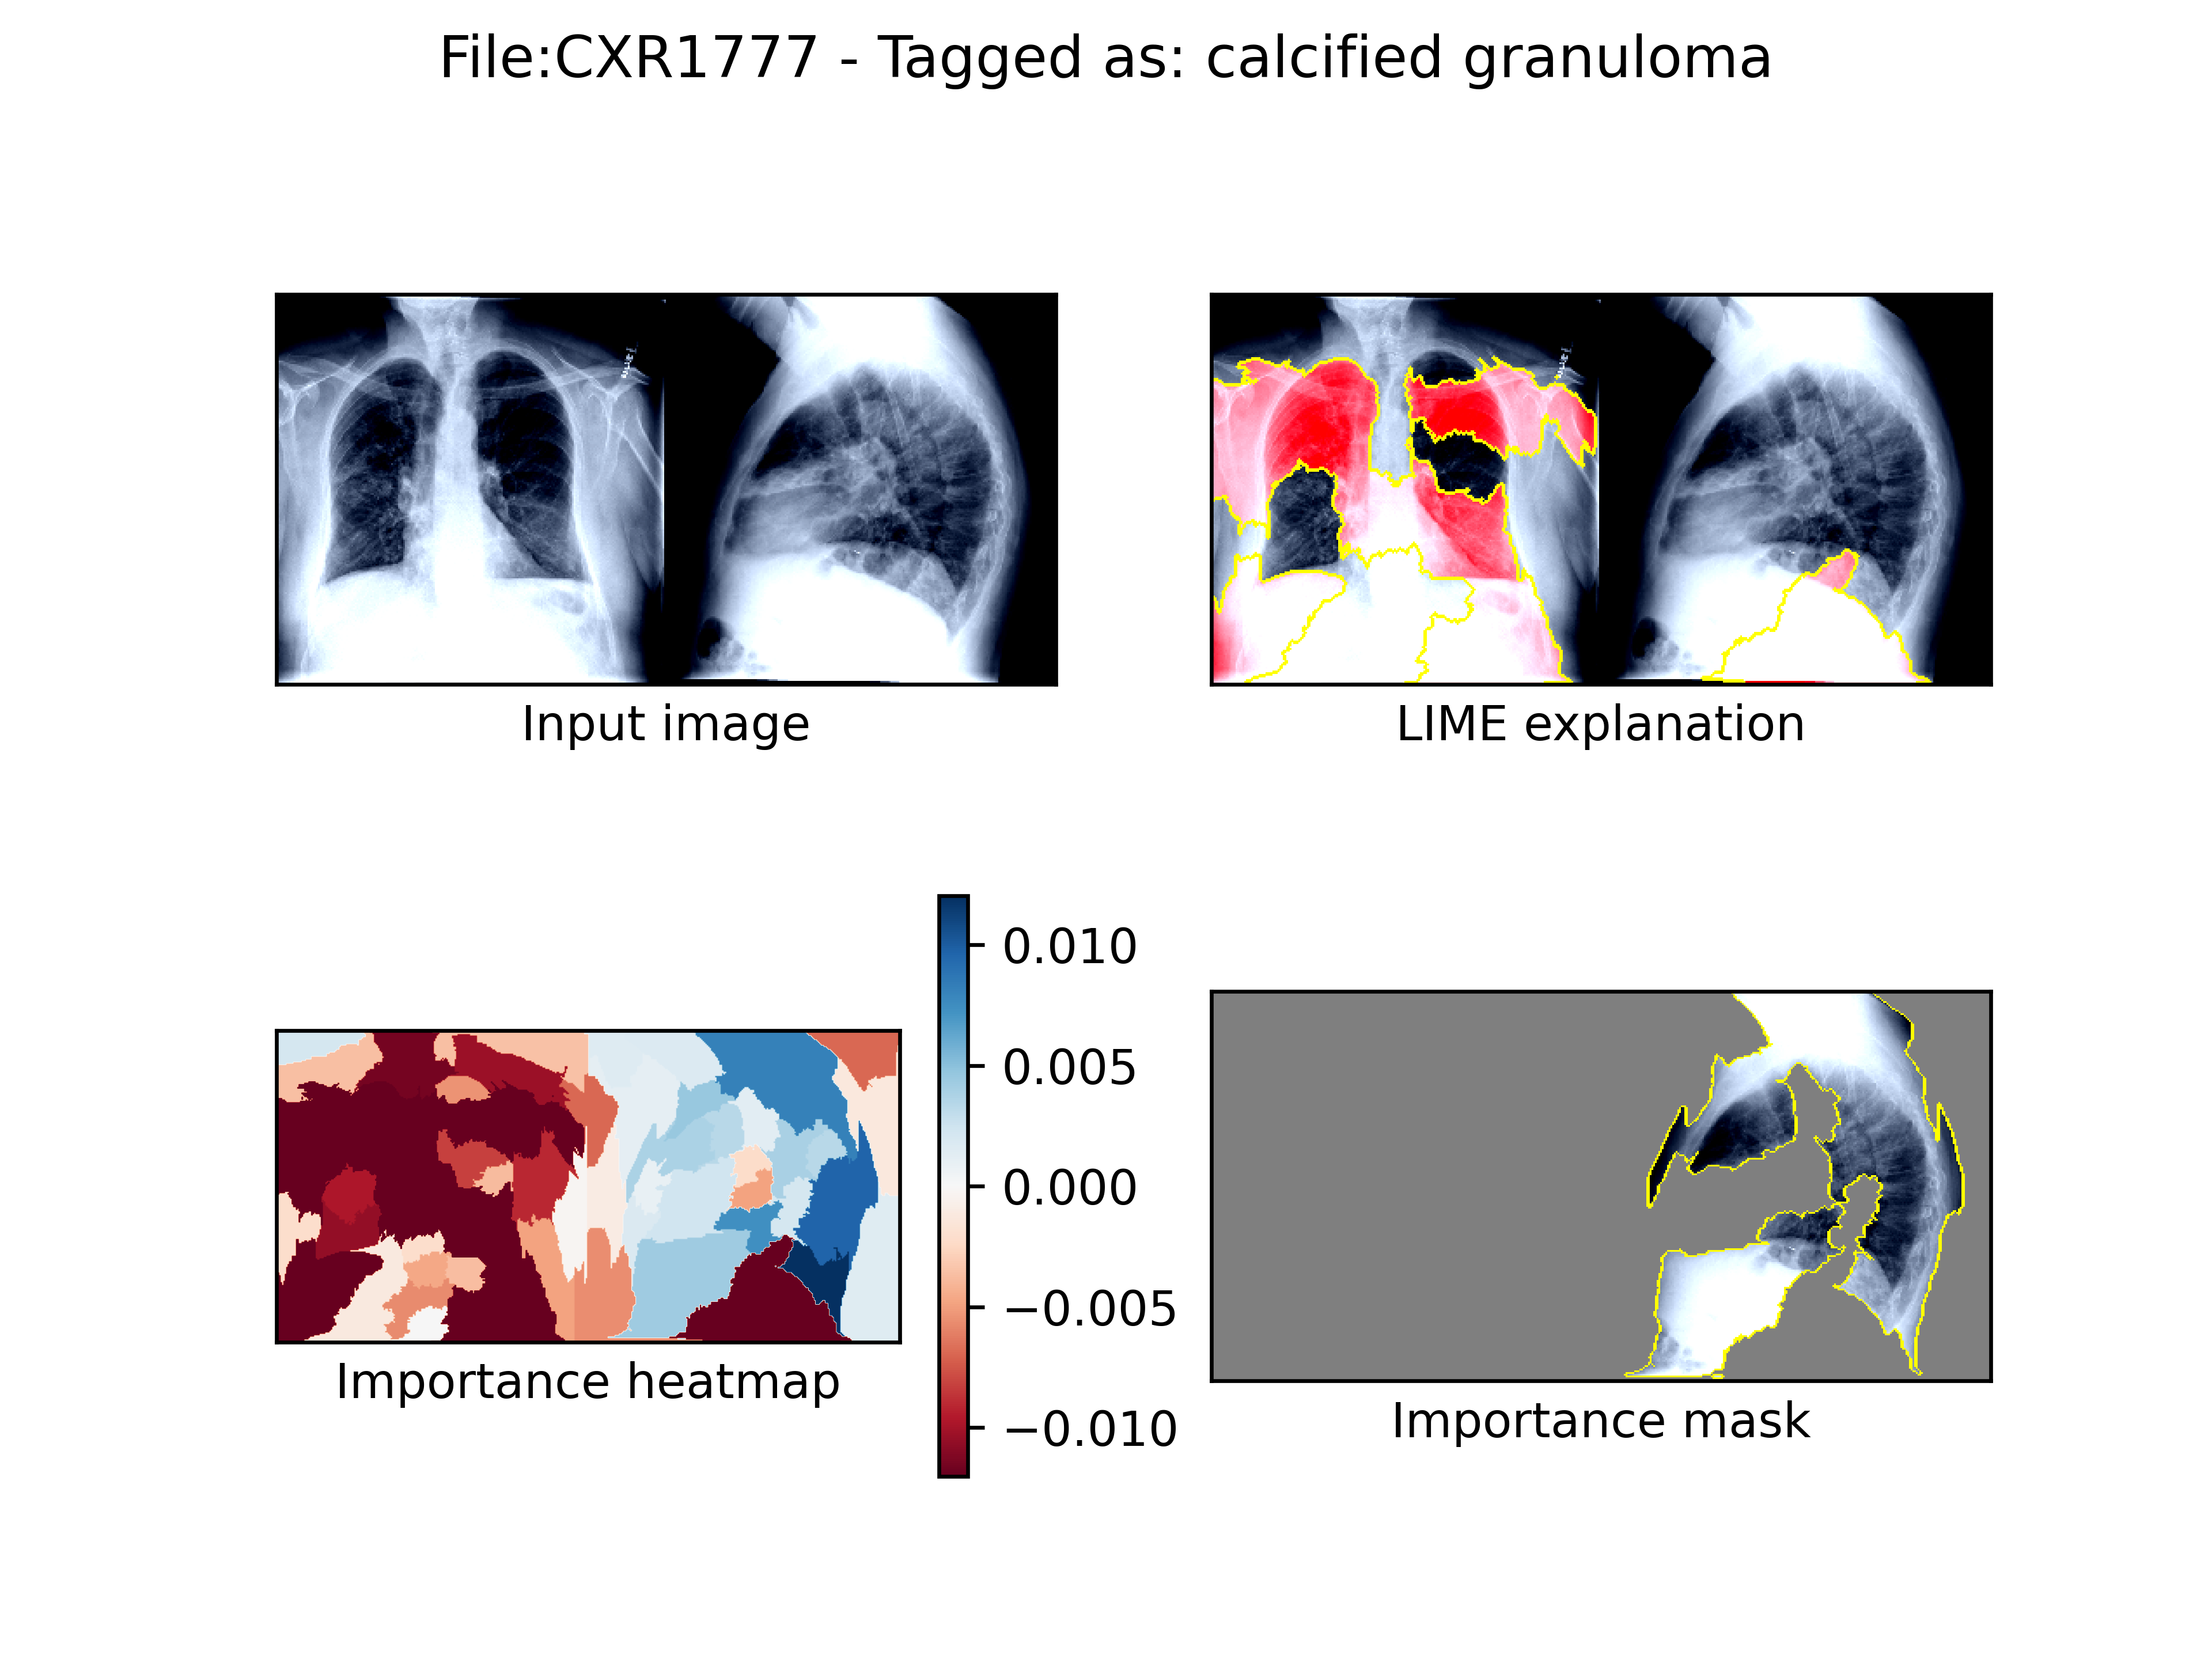 File:CXR1777 - Tagged as: calcified granuloma
Input image
LIME explanation
0.010
0.005
0.000
−0.005
−0.010
Importance heatmap
Importance mask